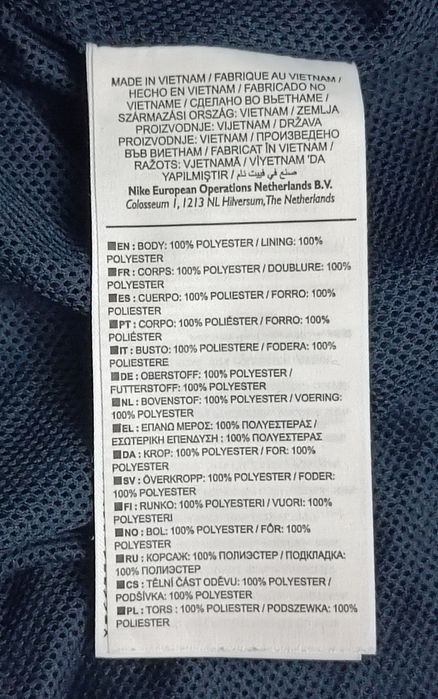 MADE IN VIETNAM / FABRIQUE AU VIETNAM /
HECHO EN VIETNAM / FABRICADO NO
VIETNAME / СДЕЛАНО ВО ВЬЕТНАМЕ /
SZÁRMAZÁSI ORSZÁG: VIETNAM / ZEMLJA
PROIZVODNJE: VIJETNAM / DRŽAVA
PROIZVODNJE: VIETNAM / ПРОИЗВЕДЕНО
ВЪВ ВИЕТНАМ / FABRICAT ÎN VIETNAM /
RAŽOTS: VJETNAMĀ / VİYETNAM 'DA
YAPILMIŞTIR / صنع في فييت نام
Nike European Operations Netherlands B.V.
Colosseum 1, 1213 NL Hilversum, The Netherlands
EN : BODY: 100% POLYESTER / LINING: 100%
POLYESTER
FR : CORPS: 100% POLYESTER / DOUBLURE: 100%
POLYESTER
ES : CUERPO: 100% POLIESTER / FORRO: 100%
POLIESTER
PT : CORPO: 100% POLIÉSTER / FORRO: 100%
POLIÉSTER
IT : BUSTO: 100% POLIESTERE / FODERA: 100%
POLIESTERE
DE : OBERSTOFF: 100% POLYESTER /
FUTTERSTOFF: 100% POLYESTER
NL : BOVENSTOF: 100% POLYESTER / VOERING:
100% POLYESTER
EL : ΕΠΑΝΩ ΜΕΡΟΣ: 100% ΠΟΛΥΕΣΤΕΡΑΣ /
ΕΣΩΤΕΡΙΚΗ ΕΠΕΝΔΥΣΗ : 100% ΠΟΛΥΕΣΤΕΡΑΣ
DA : KROP: 100% POLYESTER / FOR: 100%
POLYESTER
SV : ÖVERKROPP: 100% POLYESTER / FODER:
100% POLYESTER
FI : RUNKO: 100% POLYESTERI / VUORI: 100%
POLYESTERI
NO : BOL: 100% POLYESTER / FÔR: 100%
POLYESTER
RU : КОРСАЖ: 100% ПОЛИЭСТЕР / ПОДКЛАДКА:
100% ПОЛИЭСТЕР
CS : TĚLNÍ ČÁST ODĚVU: 100% POLYESTER /
PODŠÍVKA: 100% POLYESTER
PL : TORS : 100% POLIESTER / PODSZEWKA: 100%
POLIESTER